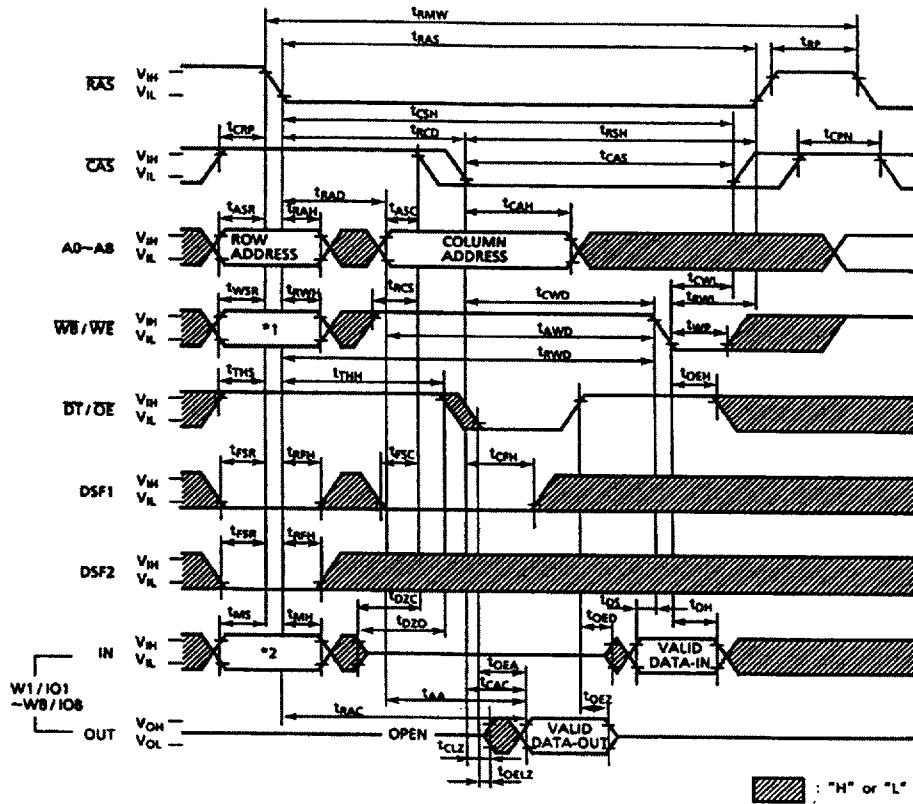 tRMW
tRAS
tRP
RAS VIH
VIL
tCSH
tCRP tRCD tRSH
tCPN
CAS VIH
VIL
tCAS
tRAD
tASR tRAH tASC tCAH
A0~A8 VIH
VIL
ROW ADDRESS
COLUMN ADDRESS
tCWL
tRWL
tWSR tRWH tRCS tCWD
WB/WE VIH
VIL
*1
tWP
tAWD
tRWD
tTHS tTHH tOEH
DT/OE VIH
VIL
tFSR tRFH tFSC tCFH
DSF1 VIH
VIL
tFSR tRFH
DSF2 VIH
VIL
tDZC
tDS tDH
tMS tMH tDZO tOED
IN VIH
VIL
*2
VALID DATA-IN
W1/IO1
~W8/IO8
tOEA
tCAC
tAA
tRAC
tOEZ
OUT VOH
VOL
OPEN
VALID DATA-OUT
tCLZ
tOELZ
: "H" or "L"